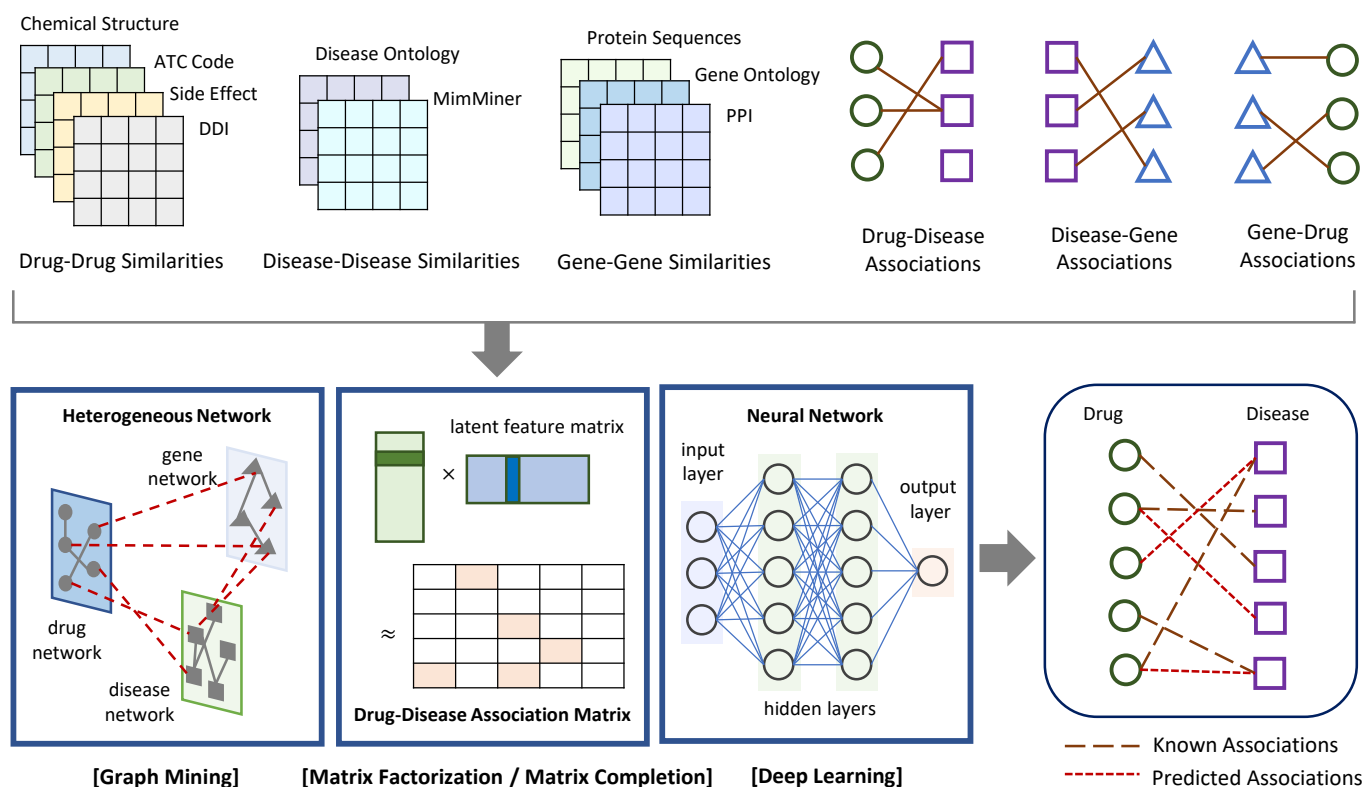 Chemical Structure
ATC Code
Side Effect
DDI
Drug-Drug Similarities
Disease Ontology
MimMiner
Disease-Disease Similarities
Protein Sequences
Gene Ontology
PPI
Gene-Gene Similarities
Drug-Disease
Associations
Disease-Gene
Associations
Gene-Drug
Associations
Heterogeneous Network
gene
network
drug
network
disease
network
[Graph Mining]
latent feature matrix
×
≈
Drug-Disease Association Matrix
[Matrix Factorization / Matrix Completion]
Neural Network
input
layer
output
layer
hidden layers
[Deep Learning]
Drug
Disease
Known Associations
Predicted Associations